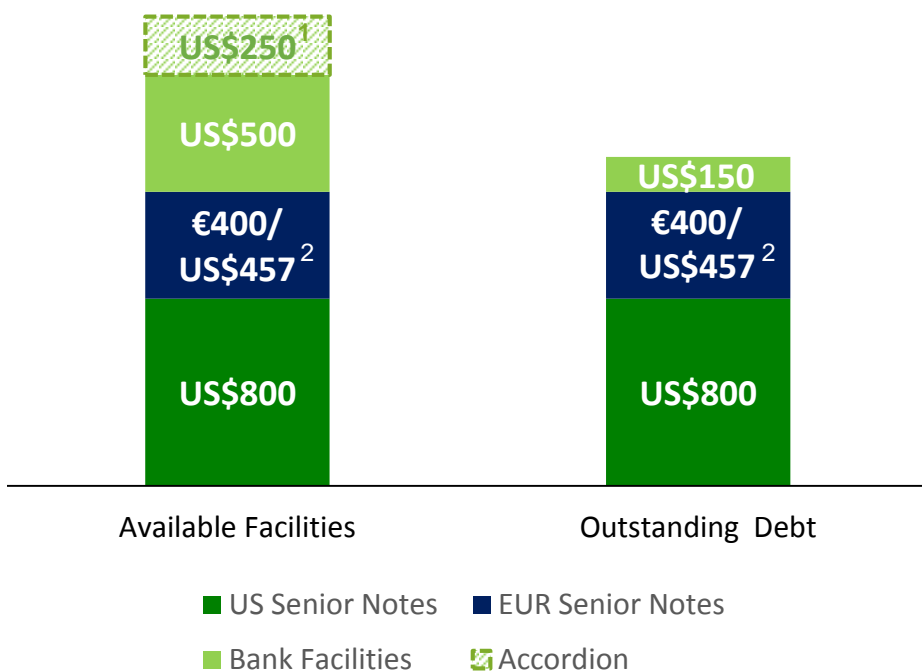 US$250¹
US$500
US$150
€400/
US$457²
€400/
US$457²
US$800
US$800
Available Facilities
Outstanding Debt
US Senior Notes
EUR Senior Notes
Bank Facilities
Accordion